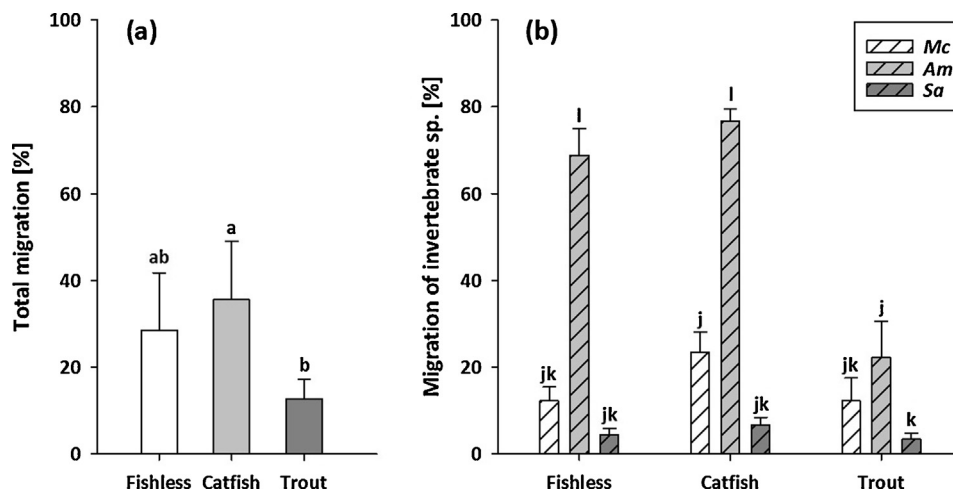 (a)
Total migration [%]
100
80
60
40
20
0
ab
a
b
Fishless Catfish Trout
(b)
Migration of invertebrate sp. [%]
100
80
60
40
20
0
Mc
Am
Sa
jk
l
jk
j
l
jk
jk
j
k
Fishless Catfish Trout